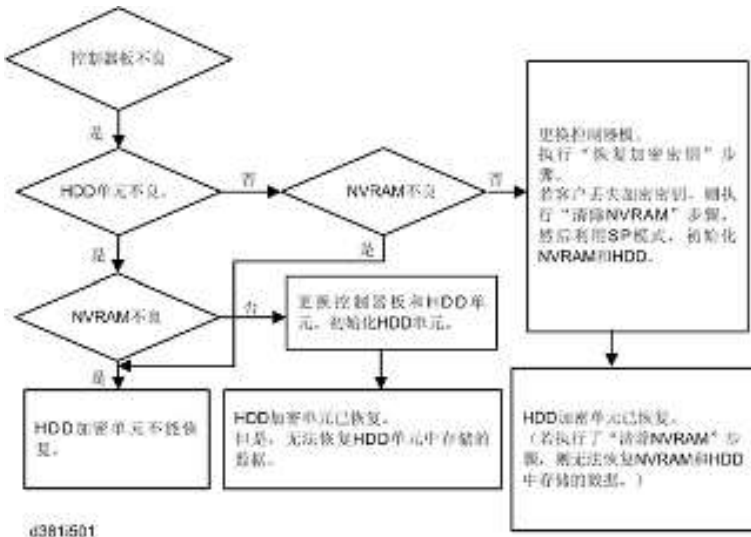 控制器板不良
是
HDD单元不良。
否
NVRAM不良
否
更换控制器板。
执行“恢复加密密钥”步
骤。
若客户丢失加密密钥，则执
行“清除NVRAM”步骤，
然后利用SP模式，初始化
NVRAM和HDD.
是
是
NVRAM不良
否
更换控制器板和HDD单
元。初始化HDD单元。
是
HDD加密单元不能恢
复。
HDD加密单元已恢复。
但是，无法恢复HDD单元中存储的
数据。
HDD加密单元已恢复。
（若执行了“清除NVRAM”步
骤，则无法恢复NVRAM和HDD
中存储的数据。）
d381i501